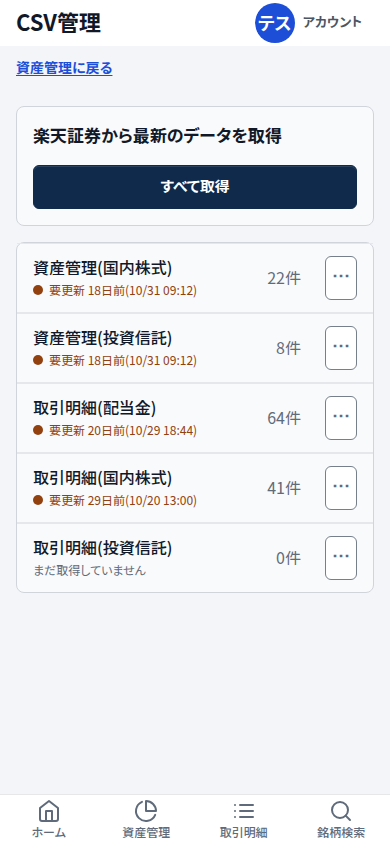 CSV管理
テス アカウント
資産管理に戻る
楽天証券から最新のデータを取得
すべて取得
資産管理(国内株式)
22件
要更新 18日前(10/31 09:12)
資産管理(投資信託)
8件
要更新 18日前(10/31 09:12)
取引明細(配当金)
64件
要更新 20日前(10/29 18:44)
取引明細(国内株式)
41件
要更新 29日前(10/20 13:00)
取引明細(投資信託)
0件
まだ取得していません
ホーム 資産管理 取引明細 銘柄検索